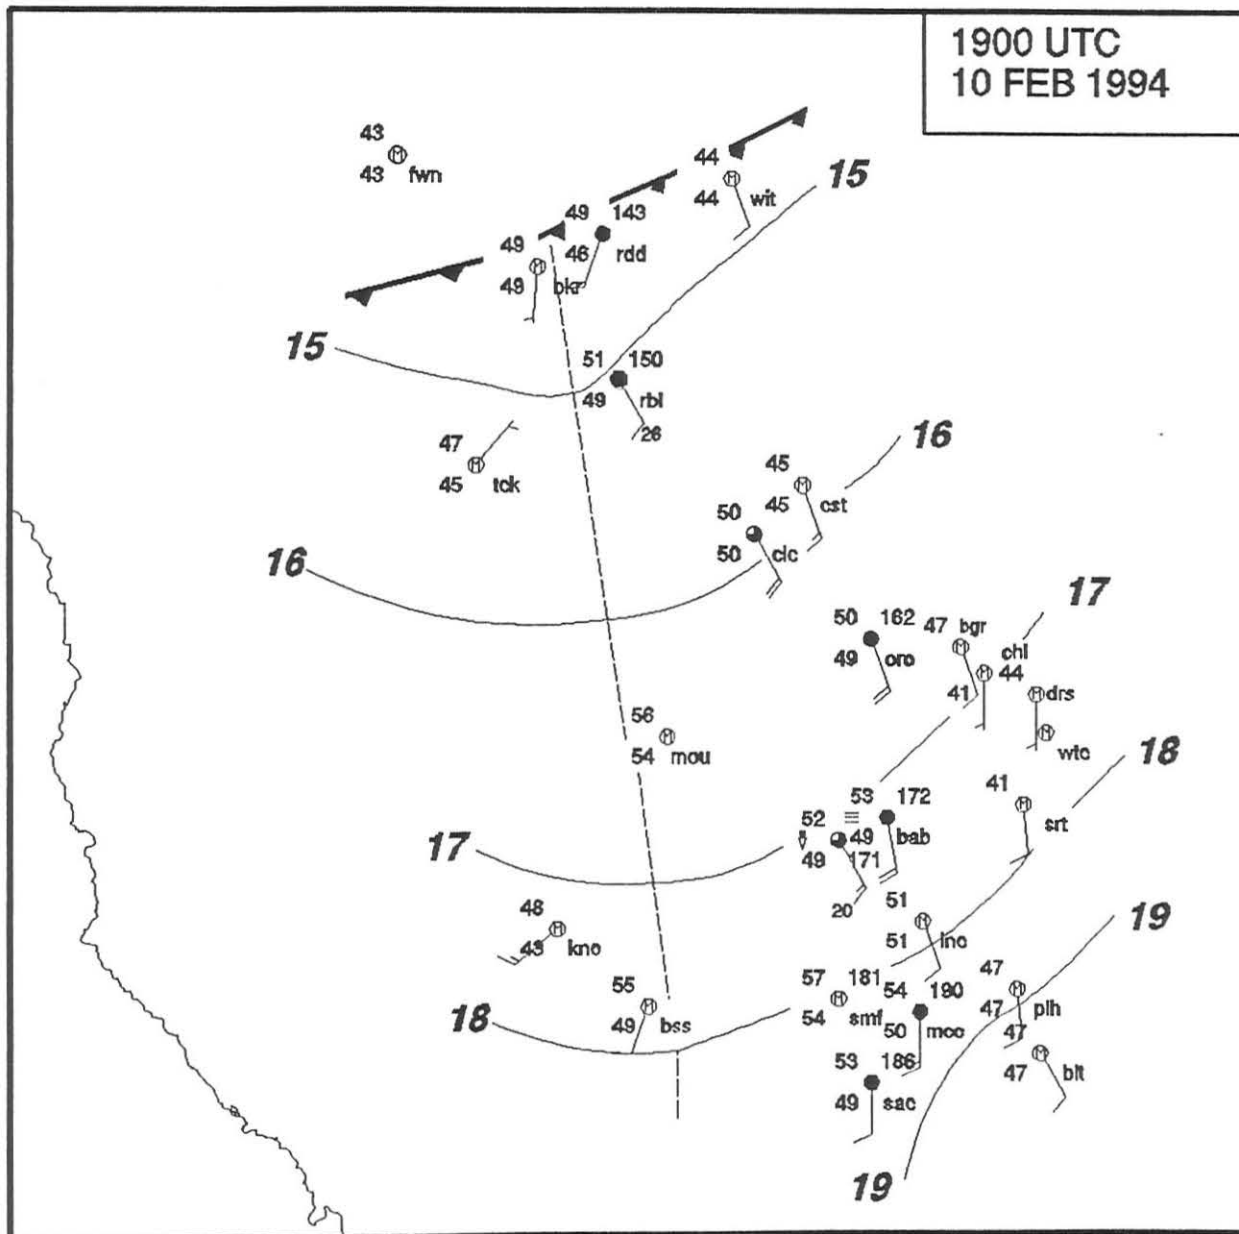 1900 UTC
10 FEB 1994
43
43 fwn
44
44 wit
15
49 143
46 rdd
49
49 bkr
15
51 150
49 rbl
26
16
47
45 tck
45
45 cst
50
50 cic
16
17
50 162
49 oro
47 bgr
chi
44
41
drs
wtc
56
54 mou
18
41
srt
53 172
49 bab
52
49 171
20
17
19
48
43 knc
51
51 lnc
55
49 bss
18
57 181
54 smf
54 190
50 mcc
47
47 plh
47
47 blt
53 186
49 sac
19